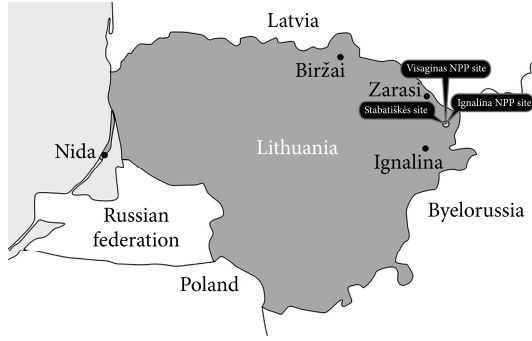 Latvia
Visaginas NPP site
Biržai
Zarasi
Ignalina NPP site
Stabatiškės site
Nida
Lithuania
Ignalina
Russian
federation
Byelorussia
Poland